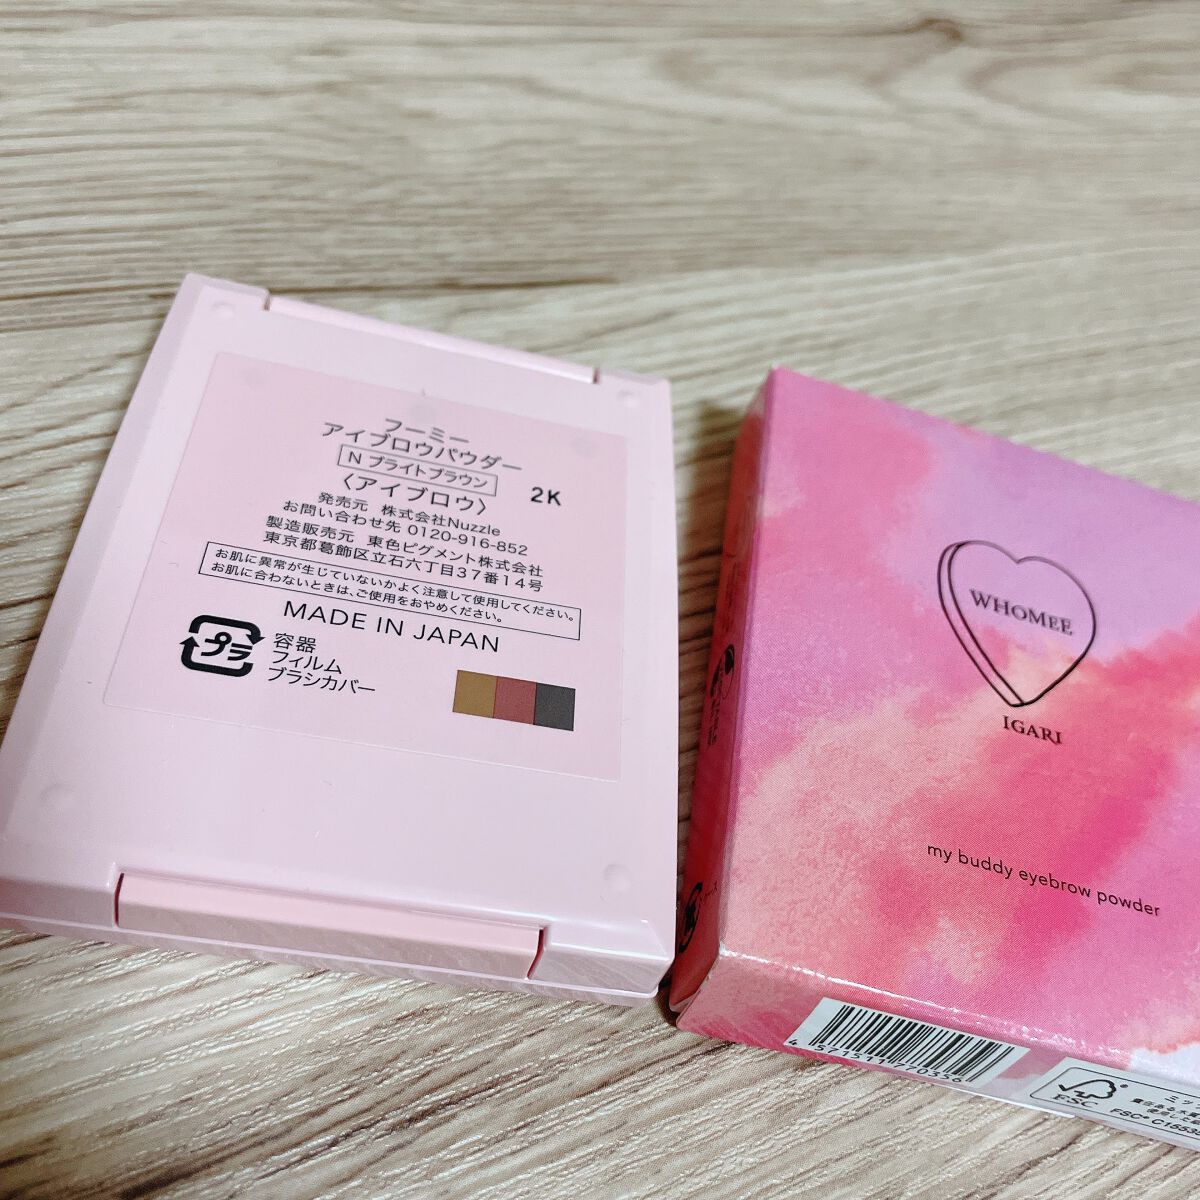 フーミー
アイブロウパウダー
N ブライトブラウン
〈アイブロウ〉
2K
発売元 株式会社Nuzzle
お問い合わせ先 0120-916-852
製造販売元 東色ピグメント株式会社
東京都葛飾区立石六丁目37番14号
お肌に異常が生じていないかよく注意して使用してください。
お肌に合わないときは、ご使用をおやめください。
MADE IN JAPAN
プラ
容器
フィルム
ブラシカバー
WHOMEE
IGARI
my buddy eyebrow powder
FSC